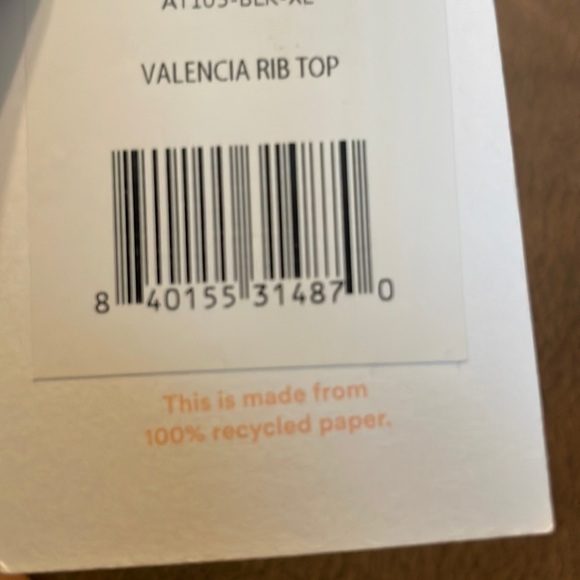 VALENCIA RIB TOP
8 40155 31487 0
This is made from
100% recycled paper.